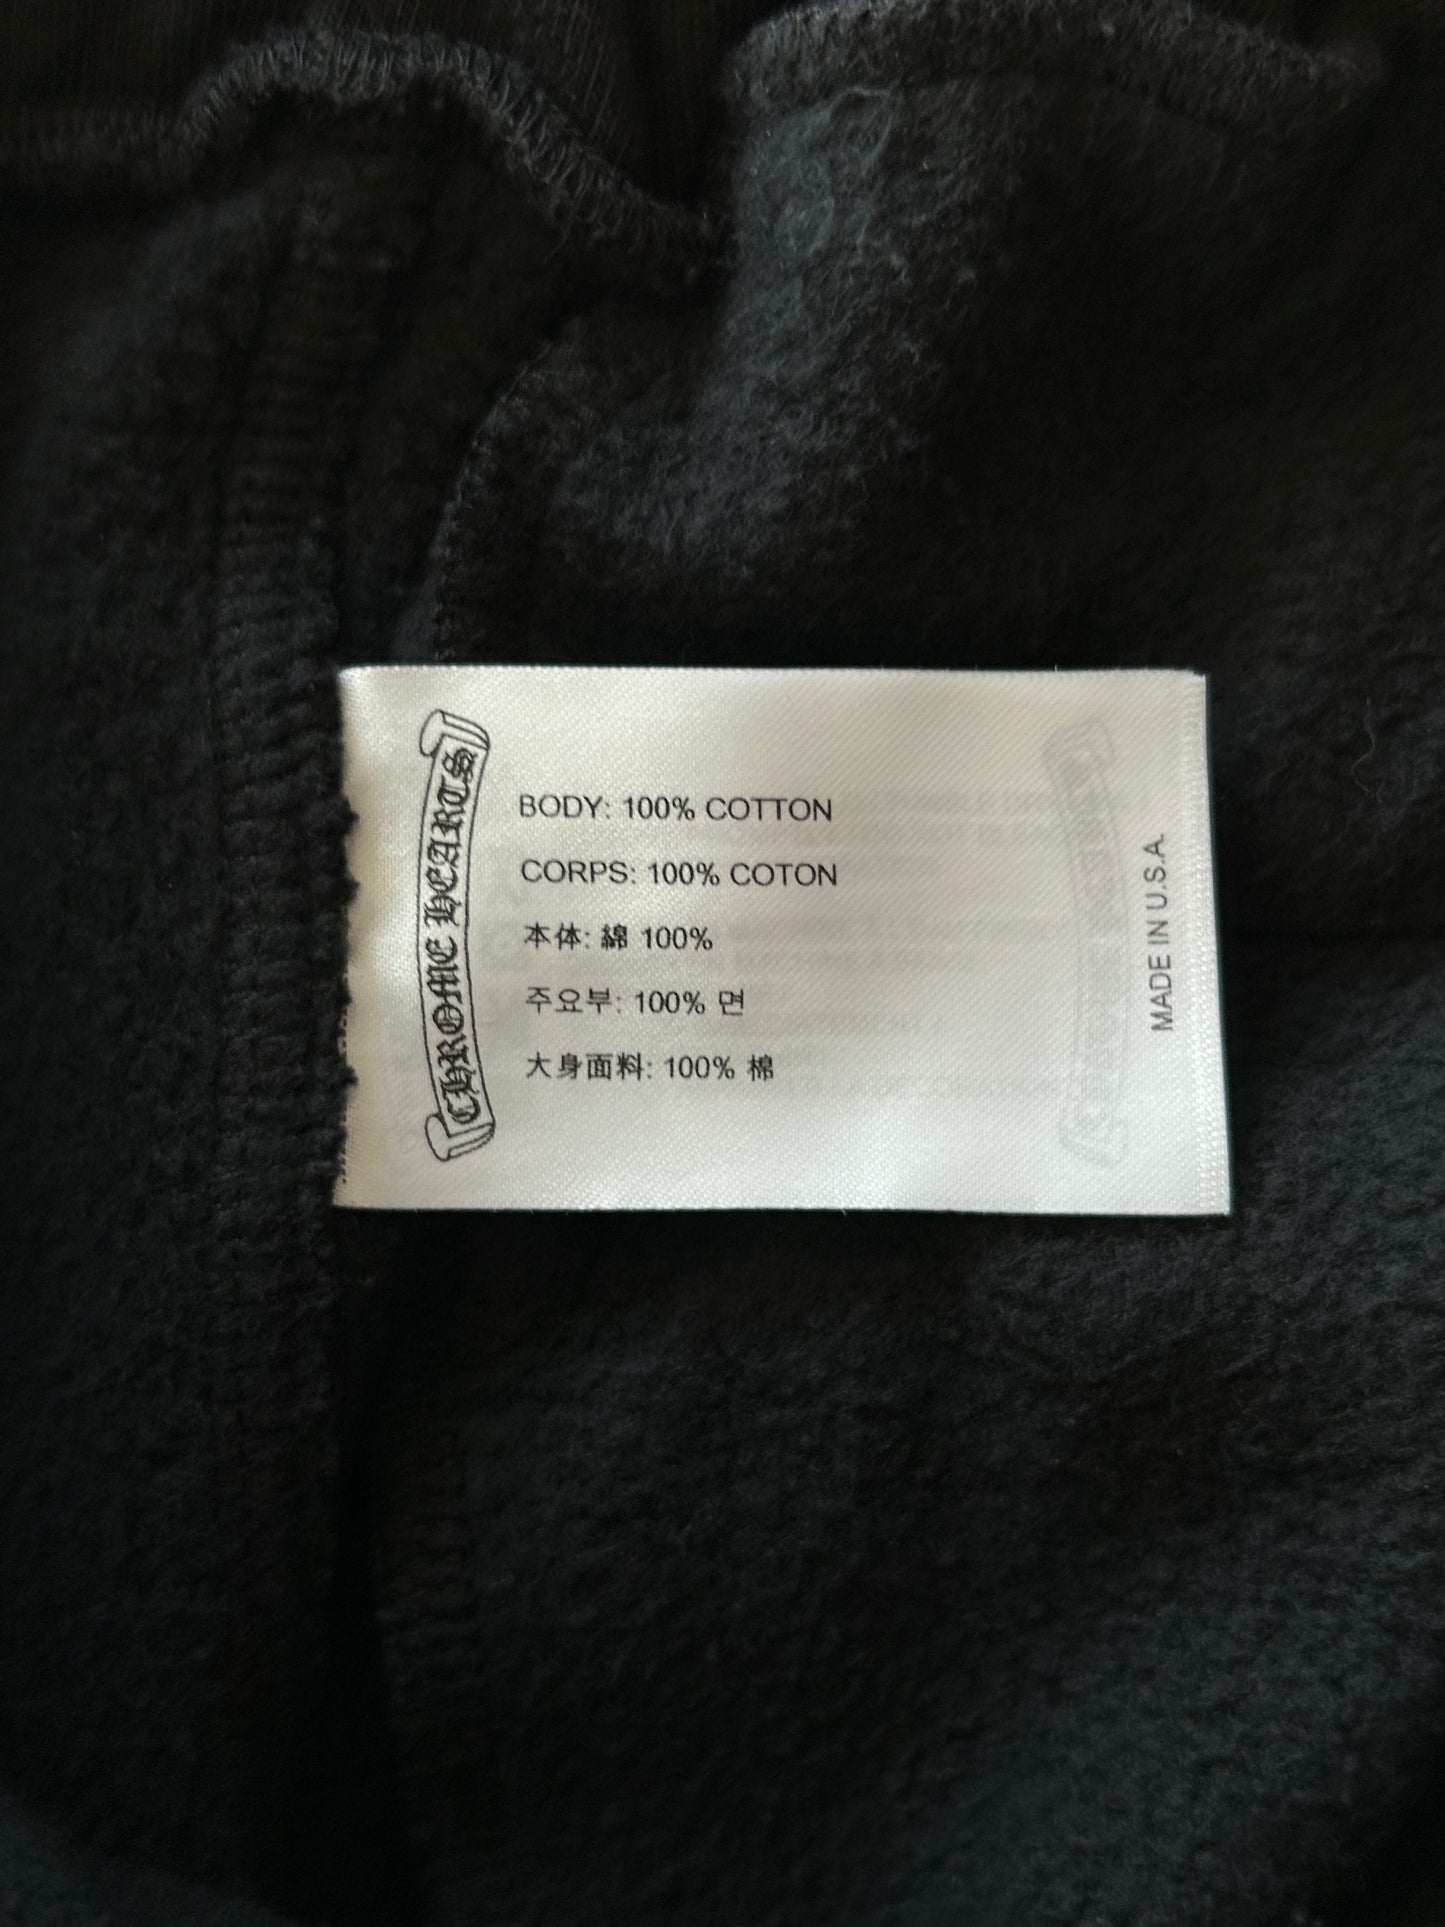 CHROME HEARTS
BODY: 100% COTTON
CORPS: 100% COTON
本体: 綿 100%
주요부: 100% 면
大身面料: 100% 棉
MADE IN U.S.A.